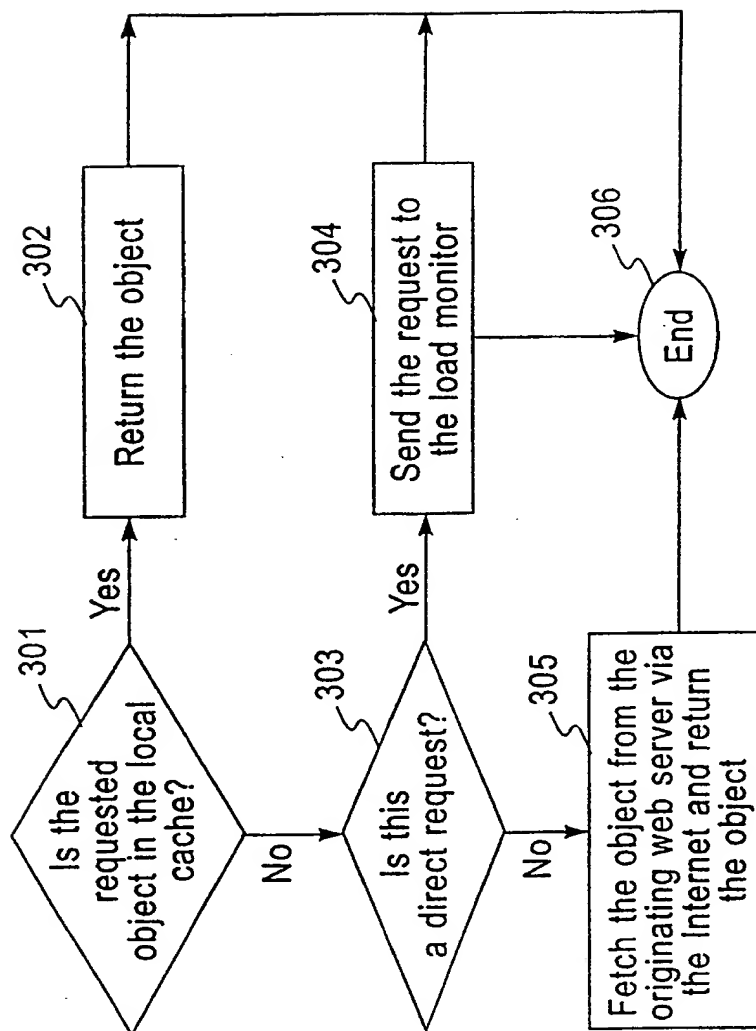 301
Is the
requested
object in the local
cache?
Yes
302
Return the object
No
303
Is this
a direct request?
Yes
304
Send the request to
the load monitor
No
305
Fetch the object from the
originating web server via
the Internet and return
the object
306
End